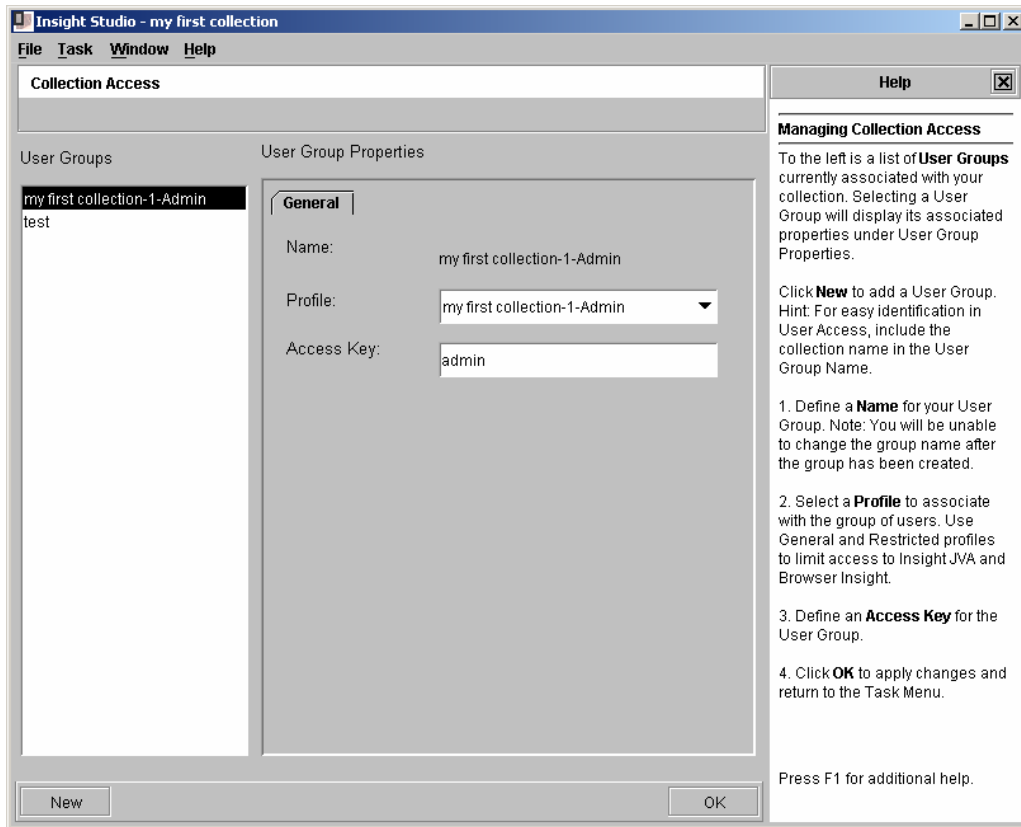 Insight Studio - my first collection
File Task Window Help
Collection Access
User Groups
my first collection-1-Admin
test
User Group Properties
General
Name:
my first collection-1-Admin
Profile:
my first collection-1-Admin
Access Key:
admin
New
OK
Help
Managing Collection Access
To the left is a list of User Groups
currently associated with your
collection. Selecting a User
Group will display its associated
properties under User Group
Properties.
Click New to add a User Group.
Hint: For easy identification in
User Access, include the
collection name in the User
Group Name.
1. Define a Name for your User
Group. Note: You will be unable
to change the group name after
the group has been created.
2. Select a Profile to associate
with the group of users. Use
General and Restricted profiles
to limit access to Insight JVA and
Browser Insight.
3. Define an Access Key for the
User Group.
4. Click OK to apply changes and
return to the Task Menu.
Press F1 for additional help.